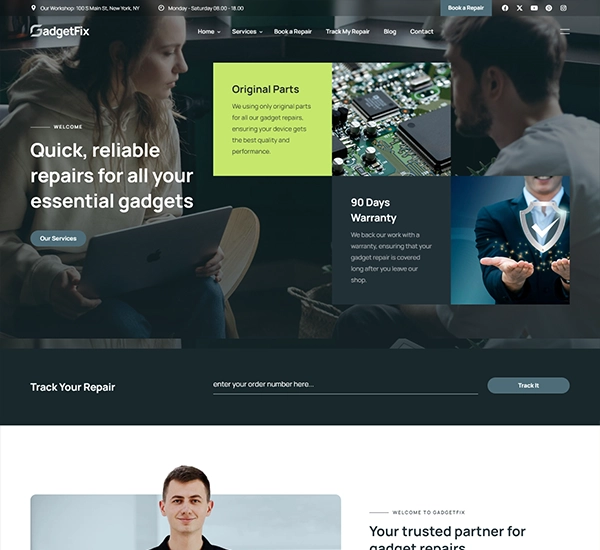 Our Workshop: 100 S Main St, New York, NY
Monday - Saturday 08.00 - 18.00
Book a Repair
GadgetFix
Home
Services
Book a Repair
Track My Repair
Blog
Contact
WELCOME
Quick, reliable
repairs for all your
essential gadgets
Our Services
Original Parts
We using only original parts
for all our gadget repairs,
ensuring your device gets
the best quality and
performance.
90 Days
Warranty
We back our work with a
warranty, ensuring that your
gadget repair is covered
long after you leave our
shop.
Track Your Repair
enter your order number here...
Track It
WELCOME TO GADGETFIX
Your trusted partner for
gadget repairs